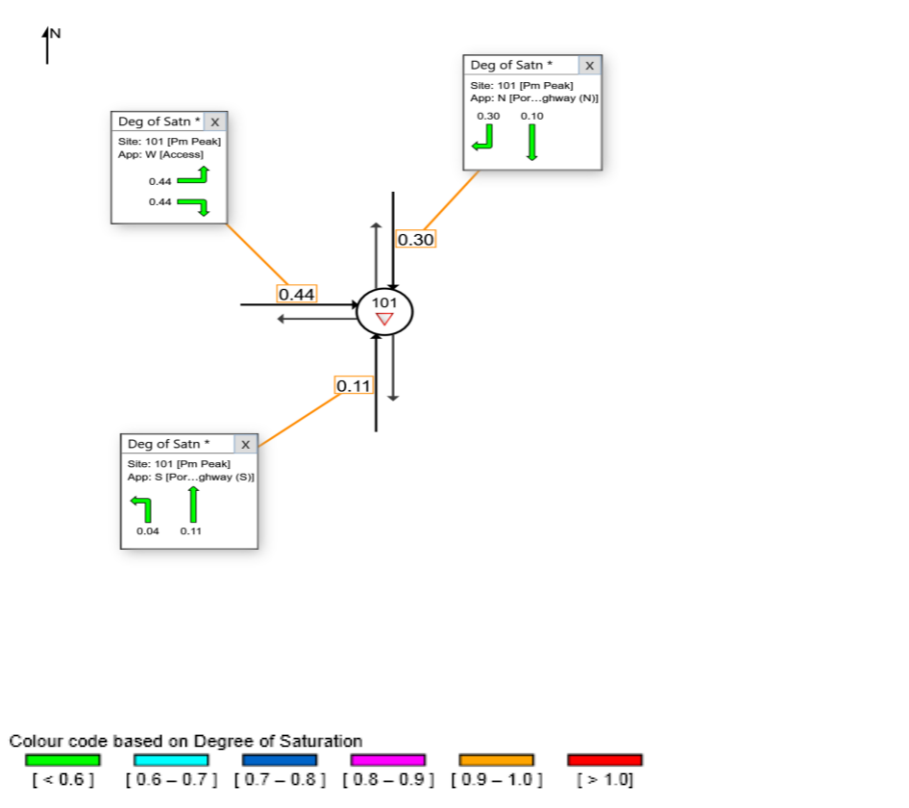 N
Deg of Satn * X
Site: 101 [Pm Peak]
App: N [Por...ghway (N)]
0.30 0.10
Deg of Satn * X
Site: 101 [Pm Peak]
App: W [Access]
0.44
0.44
0.30
0.44
101
0.11
Deg of Satn * X
Site: 101 [Pm Peak]
App: S [Por...ghway (S)]
0.04 0.11
Colour code based on Degree of Saturation
[ < 0.6 ] [ 0.6 – 0.7 ] [ 0.7 – 0.8 ] [ 0.8 – 0.9 ] [ 0.9 – 1.0 ] [ > 1.0]